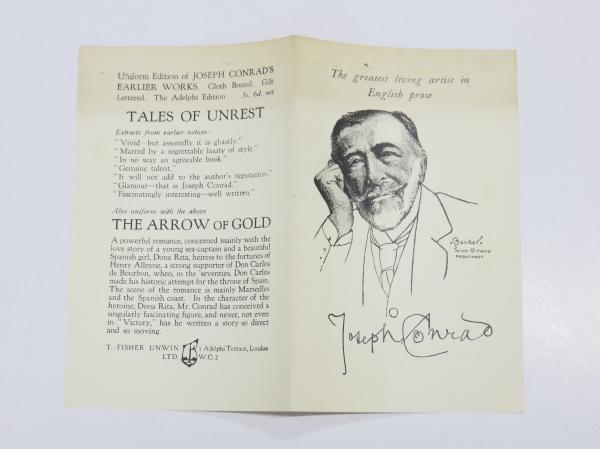 Uniform Edition of JOSEPH CONRAD'S
EARLIER WORKS. Cloth Bound. Gilt
Lettered. The Adelphi Edition 3s. 6d. net
TALES OF UNREST
Extracts from earlier notices:
"Vivid—but assuredly it is ghastly."
"Marred by a regrettable laxity of style."
"In no way an agreeable book."
"Genuine talent."
"It will not add to the author's reputation."
"Glamour—that is Joseph Conrad."
"Fascinatingly interesting—well written."
Also uniform with the above
THE ARROW OF GOLD
A powerful romance, concerned mainly with the
love story of a young sea-captain and a beautiful
Spanish girl, Dona Rita, heiress to the fortunes of
Henry Alleyne, a strong supporter of Don Carlos
de Bourbon, when, in the 'seventies, Don Carlos
made his historic attempt for the throne of Spain.
The scene of the romance is mainly Marseilles
and the Spanish coast. In the character of the
heroine, Dona Rita, Mr. Conrad has conceived a
singularly fascinating figure, and never, not even
in "Victory," has he written a story so direct
and so moving.
T. FISHER UNWIN
LTD.
1 Adelphi Terrace, London
W.C.2
The greatest living artist in
English prose
Joseph Conrad